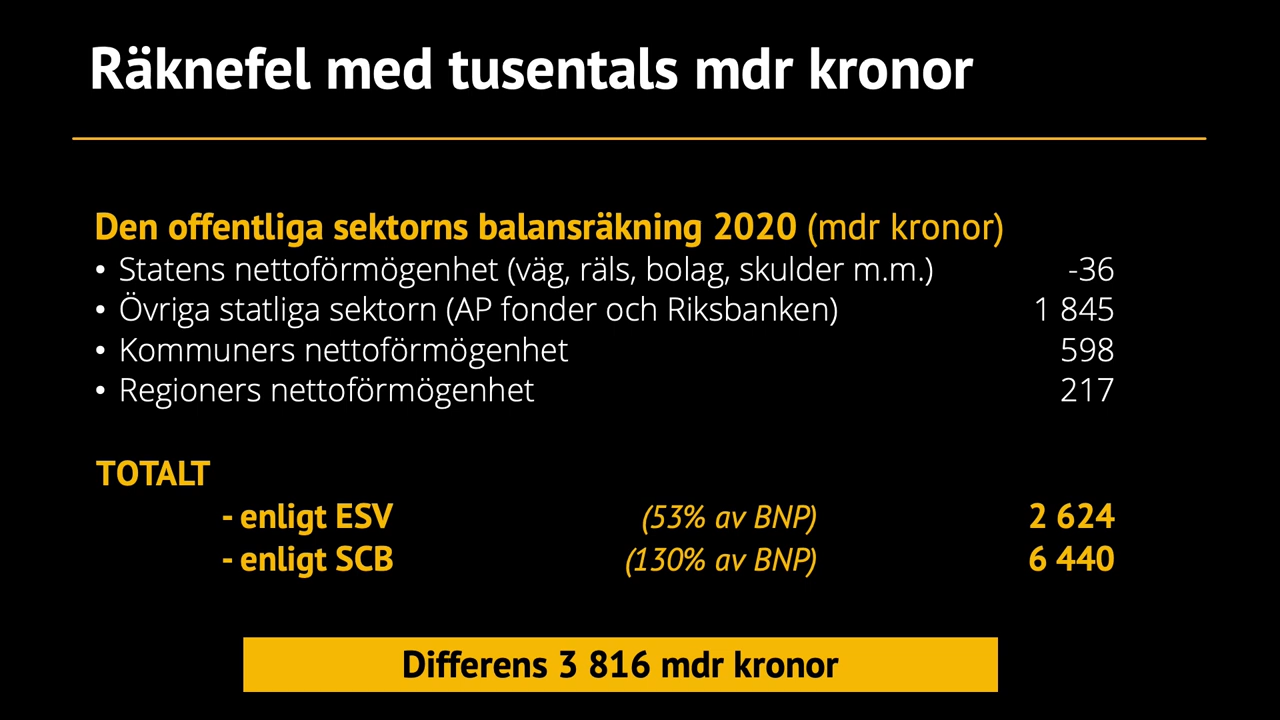 Räknefel med tusentals mdr kronor
Den offentliga sektorns balansräkning 2020 (mdr kronor)
• Statens nettoförmögenhet (väg, räls, bolag, skulder m.m.) -36
• Övriga statliga sektorn (AP fonder och Riksbanken) 1 845
• Kommuners nettoförmögenhet 598
• Regioners nettoförmögenhet 217
TOTALT
- enligt ESV (53% av BNP) 2 624
- enligt SCB (130% av BNP) 6 440
Differens 3 816 mdr kronor